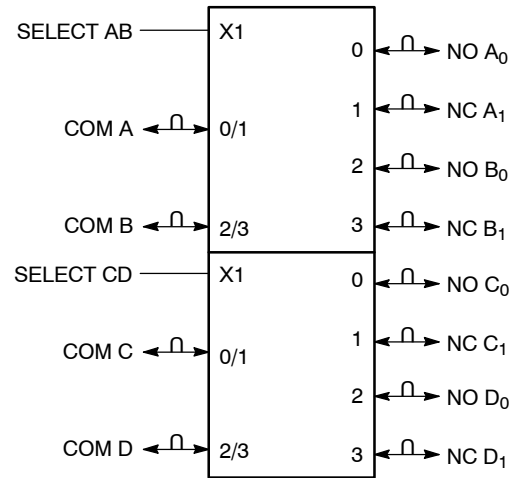 SELECT AB X1
0 NO A₀
1 NC A₁
COM A 0/1
2 NO B₀
COM B 2/3 3 NC B₁
SELECT CD X1 0 NO C₀
1 NC C₁
COM C 0/1
2 NO D₀
COM D 2/3 3 NC D₁